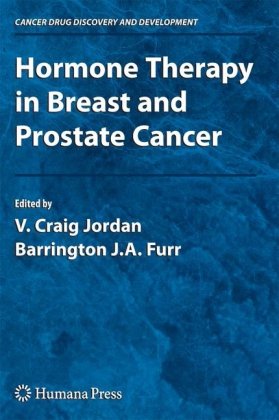 CANCER DRUG DISCOVERY AND DEVELOPMENT
Hormone Therapy
in Breast and
Prostate Cancer
Edited by
V. Craig Jordan
Barrington J.A. Furr
Humana Press